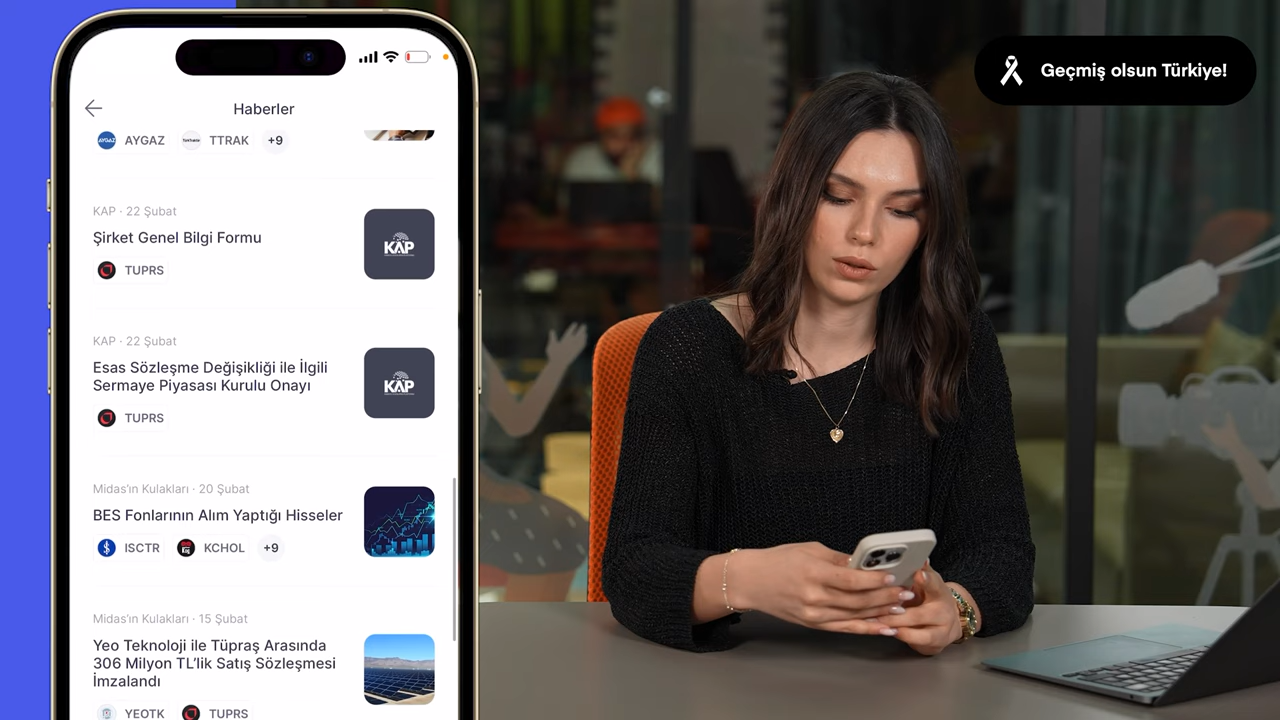 Haberler
AYGAZ
AYGAZ TTRAK +9
KAP · 22 Şubat
Şirket Genel Bilgi Formu
KAP
TUPRS
KAP · 22 Şubat
Esas Sözleşme Değişikliği ile İlgili
Sermaye Piyasası Kurulu Onayı
KAP
TUPRS
Midas'ın Kulakları · 20 Şubat
BES Fonlarının Alım Yaptığı Hisseler
ISCTR KCHOL +9
Midas'ın Kulakları · 15 Şubat
Yeo Teknoloji ile Tüpraş Arasında
306 Milyon TL'lik Satış Sözleşmesi
İmzalandı
YEOTK TUPRS
Geçmiş olsun Türkiye!